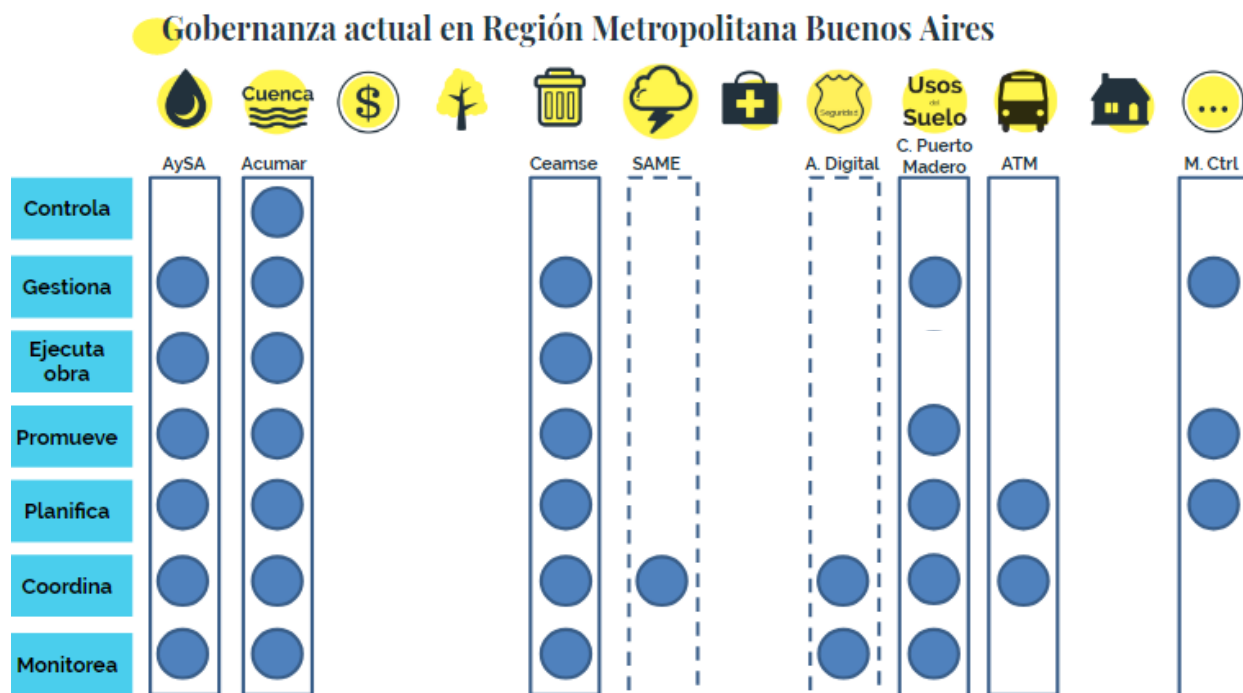 Gobernanza actual en Región Metropolitana Buenos Aires
Cuenca
$
Seguridad
Usos
del
Suelo
...
AySA
Acumar
Ceamse
SAME
A. Digital
C. Puerto
Madero
ATM
M. Ctrl
Controla
Gestiona
Ejecuta
obra
Promueve
Planifica
Coordina
Monitorea